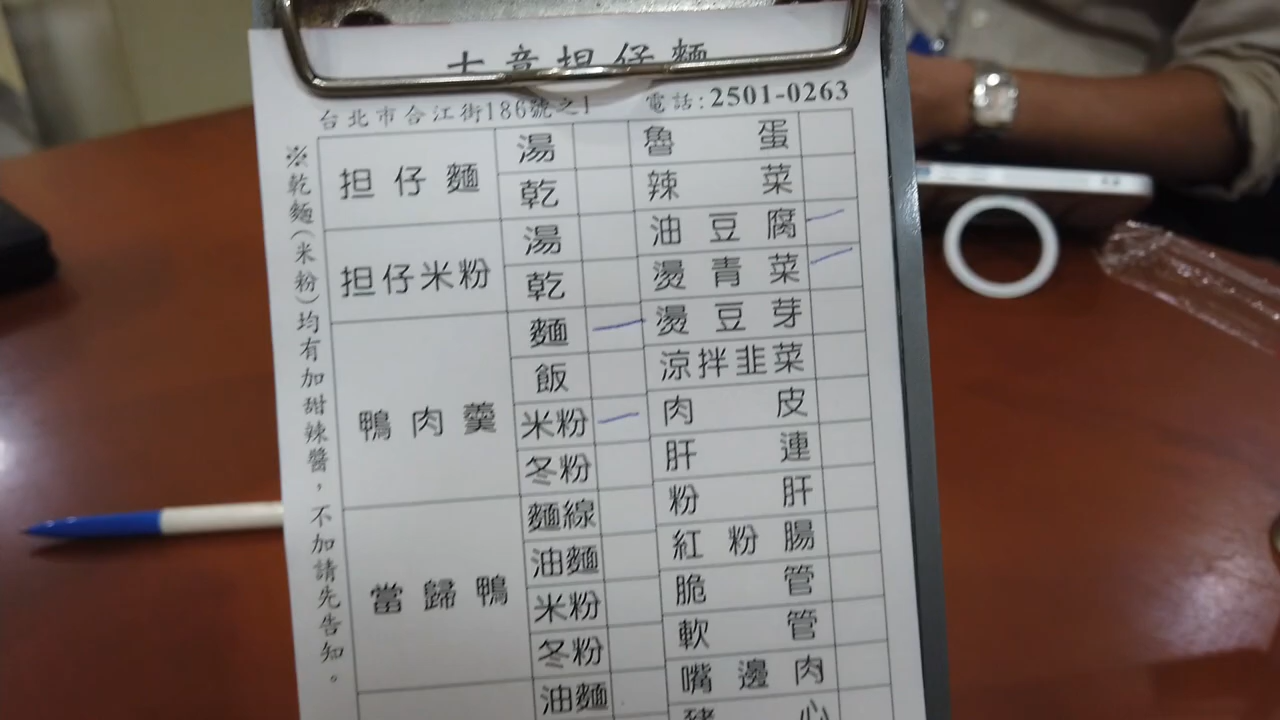 担仔麵
台北市合江街186號之1 電話:2501-0263
※乾麵(米粉)均有加甜辣醬，不加請先告知。
担仔麵
湯
乾
担仔米粉
湯
乾
鴨肉羹
麵
飯
米粉
冬粉
當歸鴨
麵線
油麵
米粉
冬粉
油麵
魯蛋
辣菜
油豆腐
燙青菜
燙豆芽
涼拌韭菜
肉皮
肝連
粉肝
紅粉腸
脆管
軟管
嘴邊肉
豬心